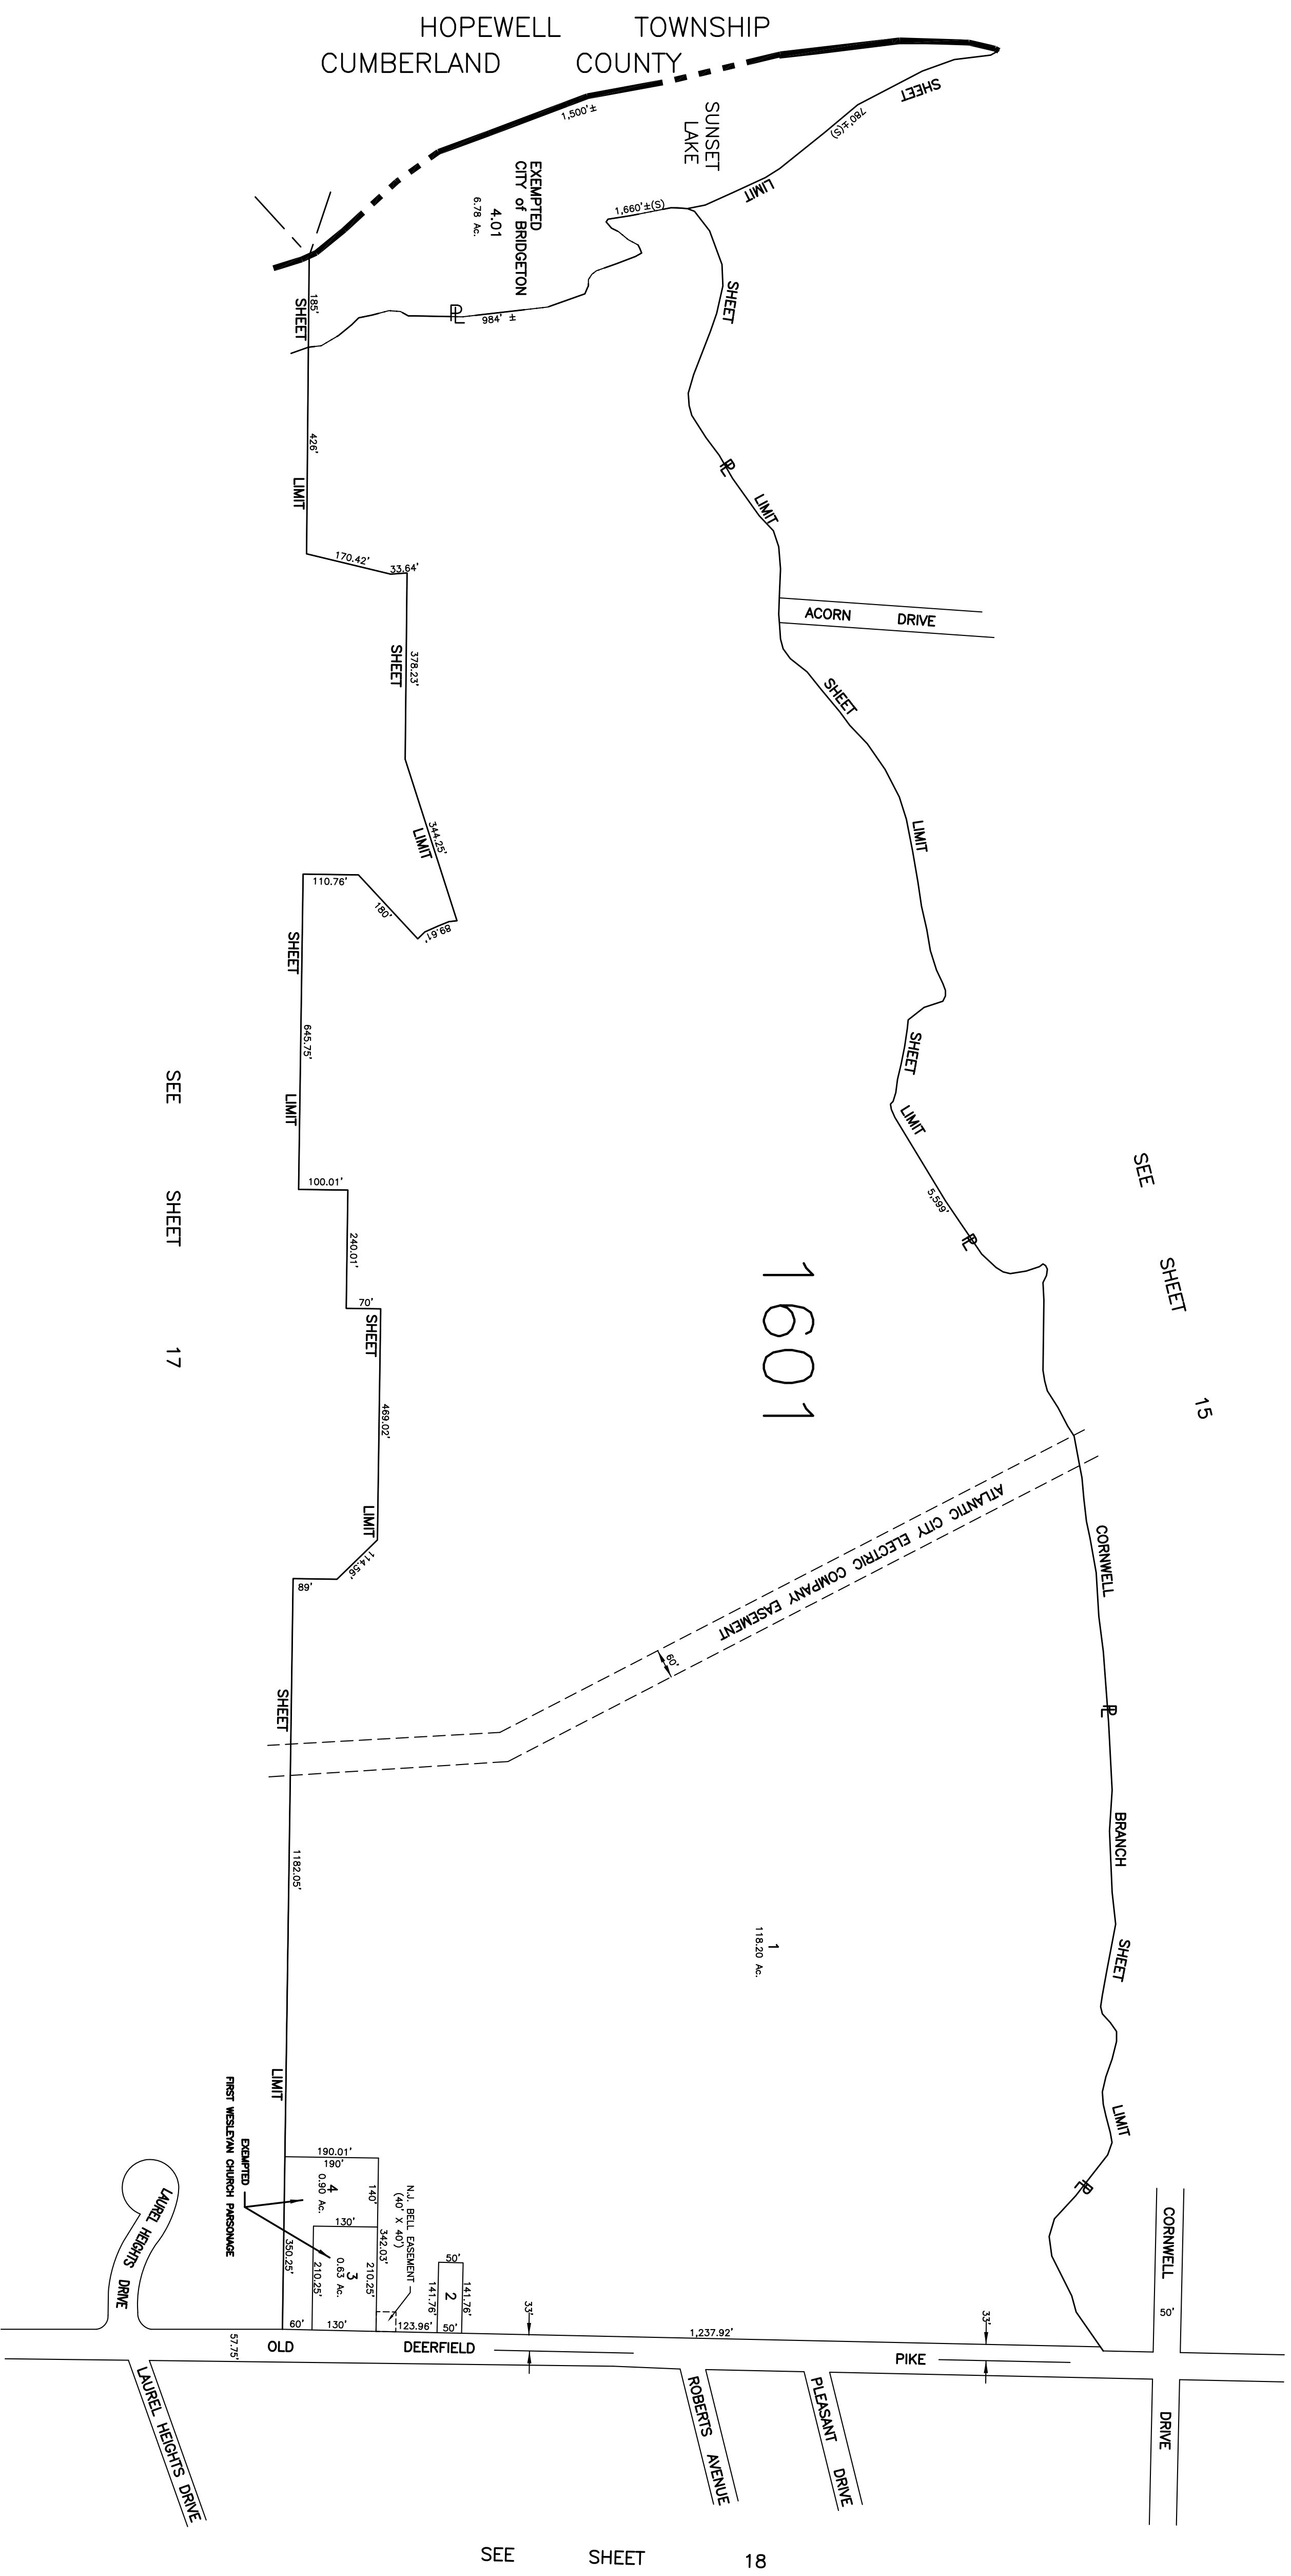 HOPEWELL TOWNSHIP
CUMBERLAND COUNTY
SHEET
780'±(S)
LIMIT
SUNSET
LAKE
1,500'±
EXEMPTED
CITY of BRIDGETON
4.01
6.78 Ac.
1,660'±(S)
PL
984' ±
185'
SHEET
426'
LIMIT
170.42'
33.64'
378.23'
SHEET
344.25'
LIMIT
89.61'
180'
110.76'
SHEET
645.75'
LIMIT
100.01'
240.01'
70'
SHEET
469.02'
LIMIT
114.56'
89'
SHEET
1182.05'
LIMIT
SHEET
PL
LIMIT
ACORN DRIVE
SHEET
LIMIT
SHEET
LIMIT
5,599'
PL
CORNWELL
PL
BRANCH
SHEET
LIMIT
PL
SEE SHEET 15
SEE SHEET 17
1601
ATLANTIC CITY ELECTRIC COMPANY EASEMENT
60'
1
118.20 Ac.
EXEMPTED
FIRST WESLEYAN CHURCH PARSONAGE
190.01'
190'
4
0.90 Ac.
140'
130'
342.03'
350.25'
210.25'
3
0.63 Ac.
210.25'
60'
130'
N.J. BELL EASEMENT
(40' X 40')
123.96'
50'
141.76'
2
141.76'
50'
33'
1,237.92'
33'
57.75'
OLD DEERFIELD PIKE
LAUREL HEIGHTS DRIVE
LAUREL HEIGHTS DRIVE
ROBERTS AVENUE
PLEASANT DRIVE
CORNWELL
50'
DRIVE
SEE SHEET 18